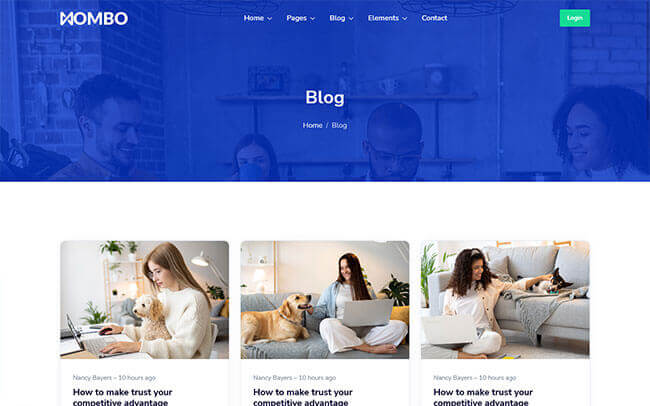 MOMBO
Home Pages Blog Elements Contact Login
Blog
Home / Blog
Nancy Bayers – 10 hours ago
How to make trust your
competitive advantage
Nancy Bayers – 10 hours ago
How to make trust your
competitive advantage
Nancy Bayers – 10 hours ago
How to make trust your
competitive advantage